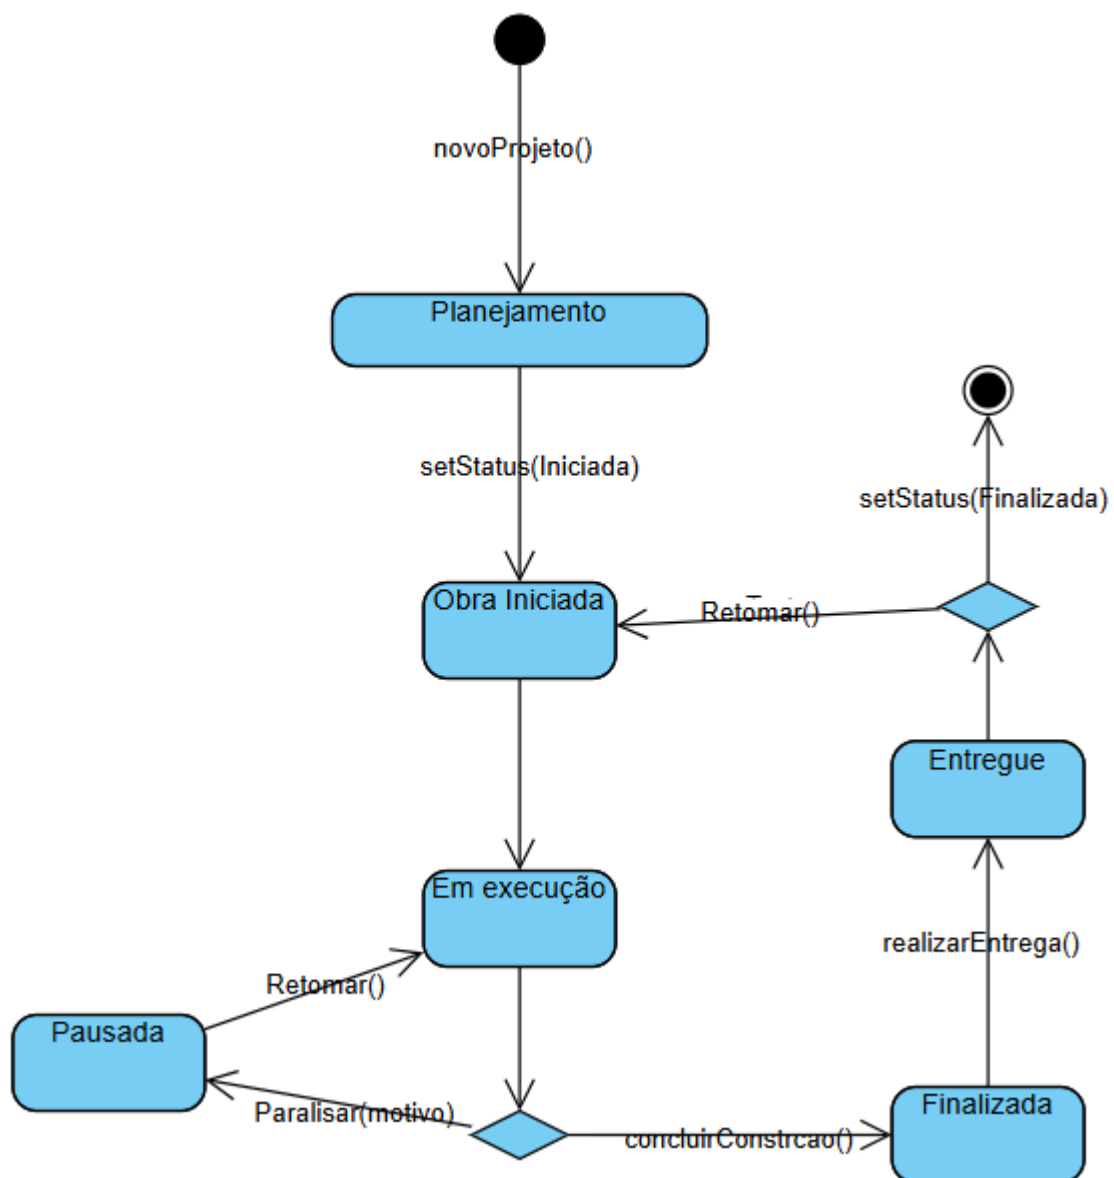 novoProjeto()
Planejamento
setStatus(Iniciada)
setStatus(Finalizada)
Obra Iniciada
Retomar()
Entregue
Em execução
realizarEntrega()
Retomar()
Pausada
Paralisar(motivo)
concluirConstrcao()
Finalizada